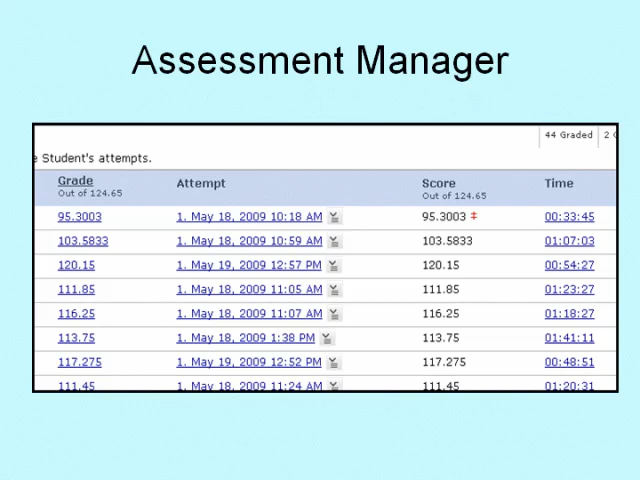 Assessment Manager
44 Graded 2
e Student's attempts.
Grade Attempt Score Time
Out of 124.65 Out of 124.65
95.3003 1. May 18, 2009 10:18 AM 95.3003 ‡ 00:33:45
103.5833 1. May 18, 2009 10:59 AM 103.5833 01:07:03
120.15 1. May 19, 2009 12:57 PM 120.15 00:54:27
111.85 1. May 18, 2009 11:05 AM 111.85 01:23:27
116.25 1. May 18, 2009 11:07 AM 116.25 01:18:27
113.75 1. May 18, 2009 1:38 PM 113.75 01:41:11
117.275 1. May 19, 2009 12:52 PM 117.275 00:48:51
111.45 1. May 18, 2009 11:24 AM 111.45 01:20:31